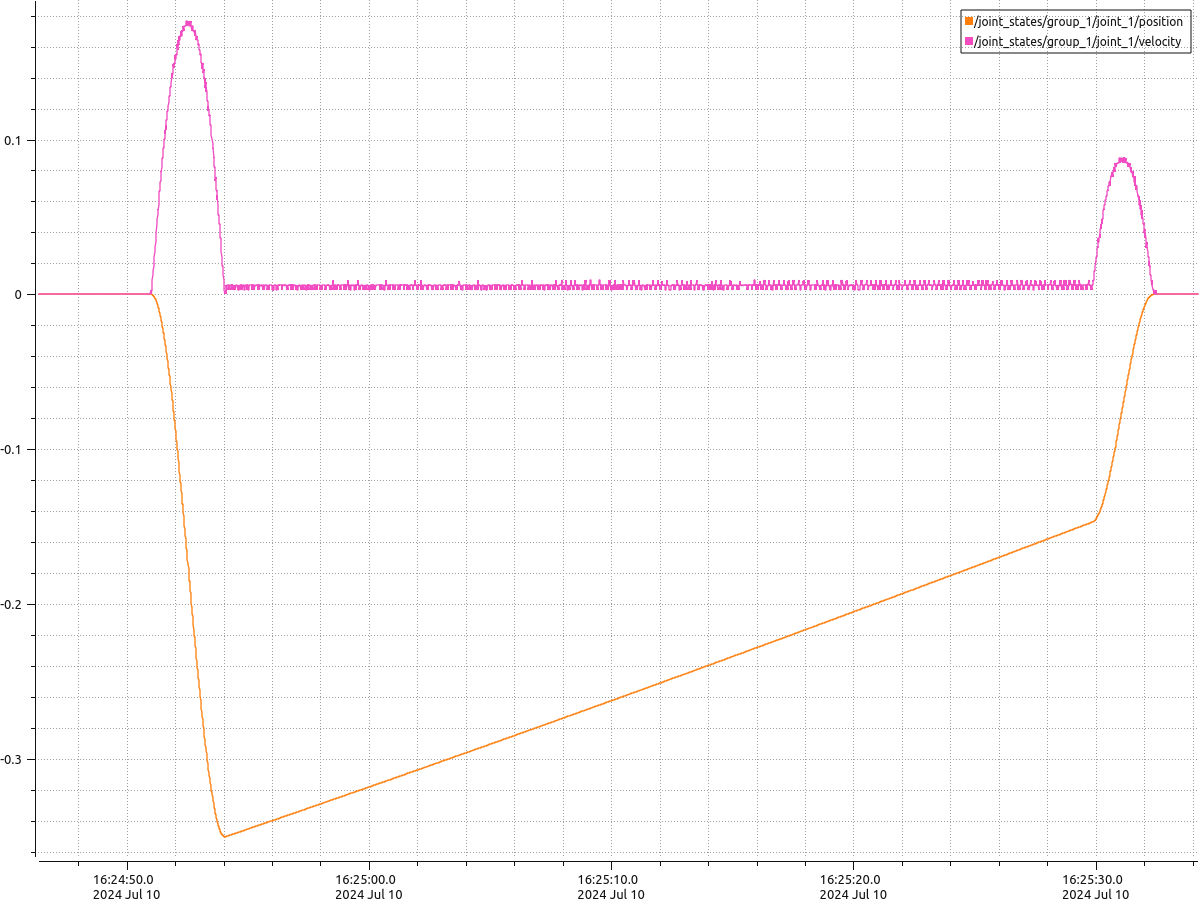 /joint_states/group_1/joint_1/position
/joint_states/group_1/joint_1/velocity
0.1
0
-0.1
-0.2
-0.3
16:24:50.0 16:25:00.0 16:25:10.0 16:25:20.0 16:25:30.0
2024 Jul 10 2024 Jul 10 2024 Jul 10 2024 Jul 10 2024 Jul 10